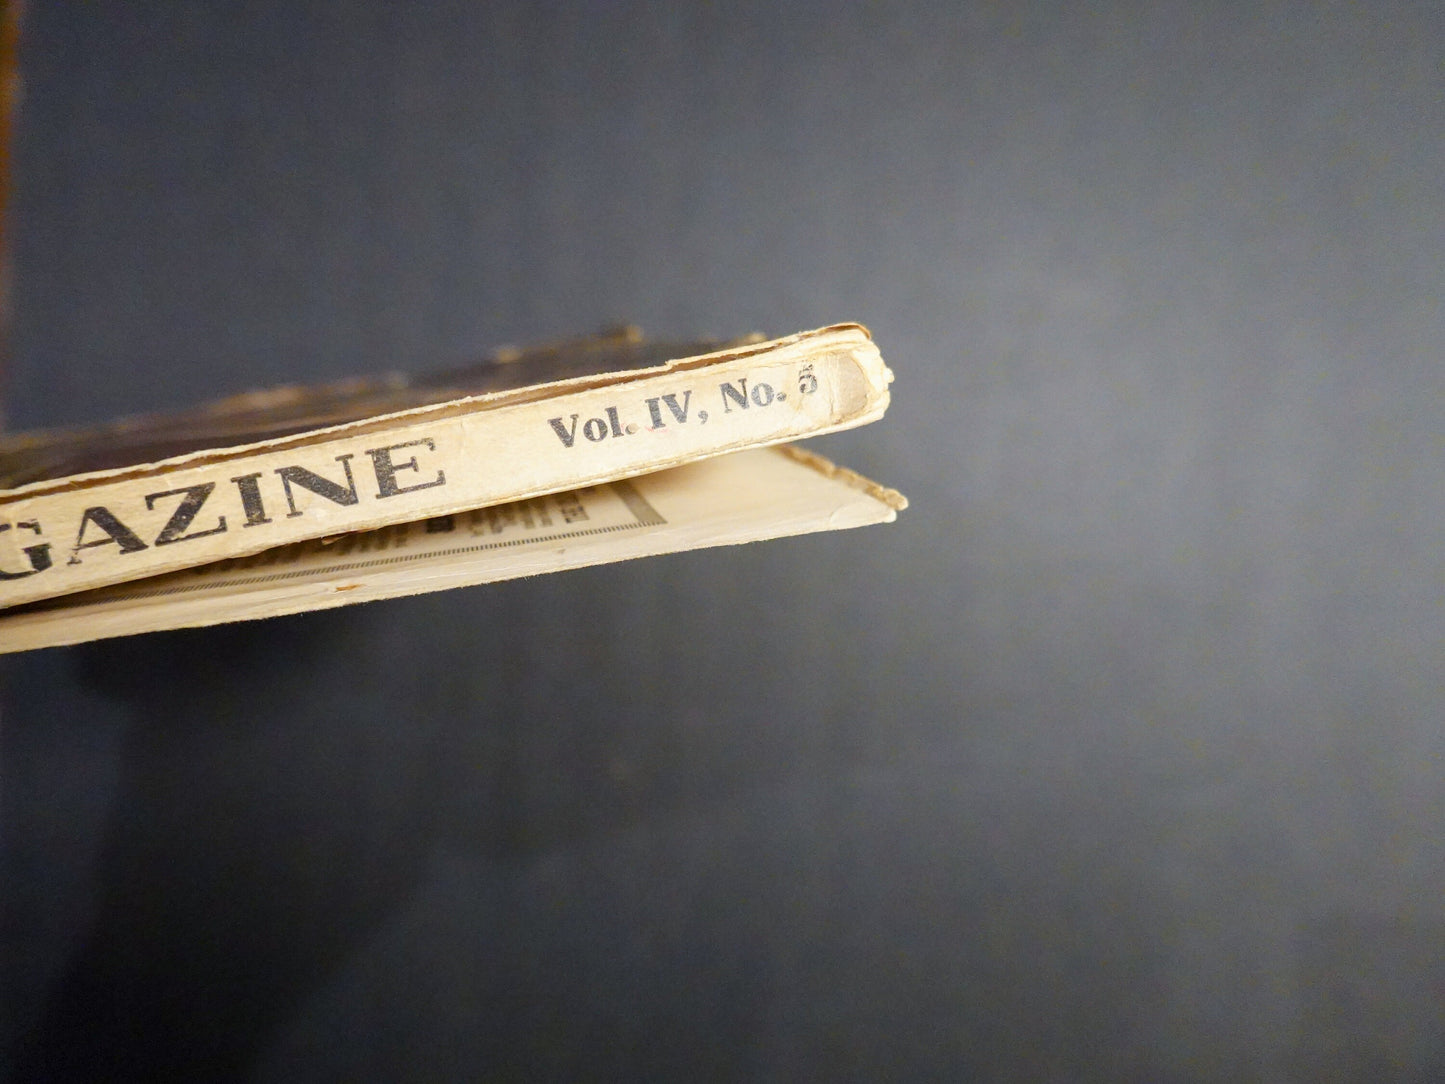 GAZINE Vol. IV, No. 5